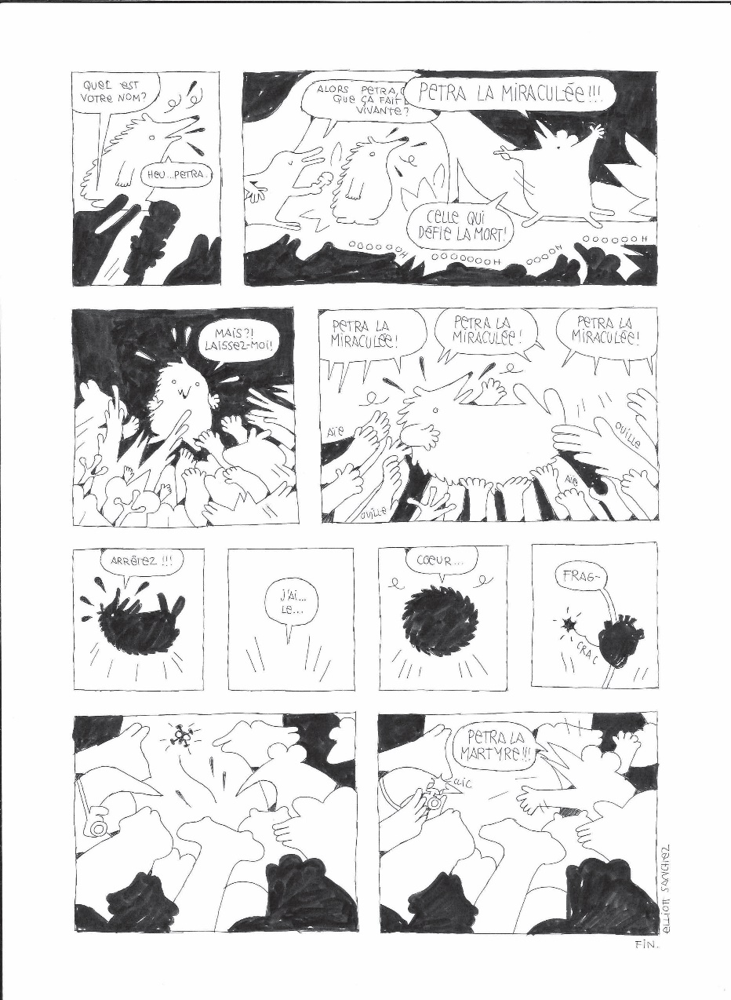 QUEL EST
VOTRE NOM?
HEU...PETRA.
ALORS PETRA,
QUE ÇA FAIT
VIVANTE?
PETRA LA MIRACULÉE!!!
CELLE QUI
DÉFIE LA MORT!
OOOOOOH
OOOOOOOH
OOOOH
OOOOOOH
MAIS?!
LAISSEZ-MOI!
PETRA LA
MIRACULÉE!
PETRA LA
MIRACULÉE!
PETRA LA
MIRACULÉE!
AïE
OUILLE
AïE
OUILLE
ARRÊTEZ !!!
J'AI...
LE...
COEUR...
FRAG-
CRAC
PETRA LA
MARTYRE!!!
CLIC
ELLIOTT SANCHEZ
FIN.